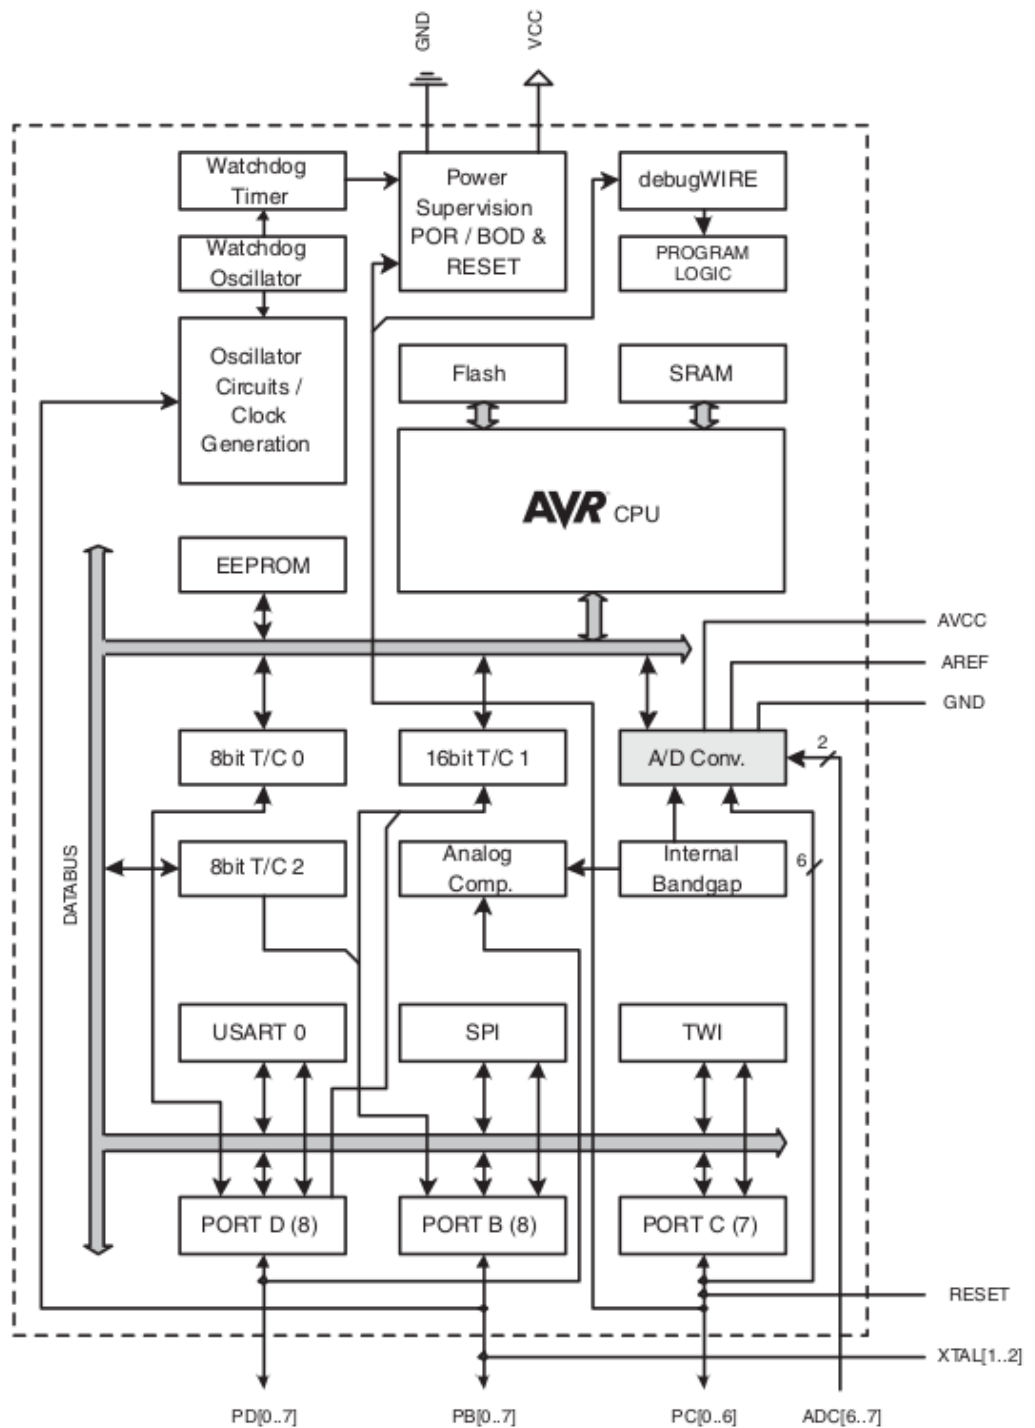 GND
VCC
Watchdog
Timer
Power
Supervision
POR / BOD &
RESET
debugWIRE
Watchdog
Oscillator
PROGRAM
LOGIC
Oscillator
Circuits /
Clock
Generation
Flash
SRAM
AVR CPU
EEPROM
AVCC
AREF
GND
8bit T/C 0
16bit T/C 1
A/D Conv.
2
DATABUS
8bit T/C 2
Analog
Comp.
Internal
Bandgap
6
USART 0
SPI
TWI
PORT D (8)
PORT B (8)
PORT C (7)
RESET
XTAL[1..2]
PD[0..7]
PB[0..7]
PC[0..6]
ADC[6..7]